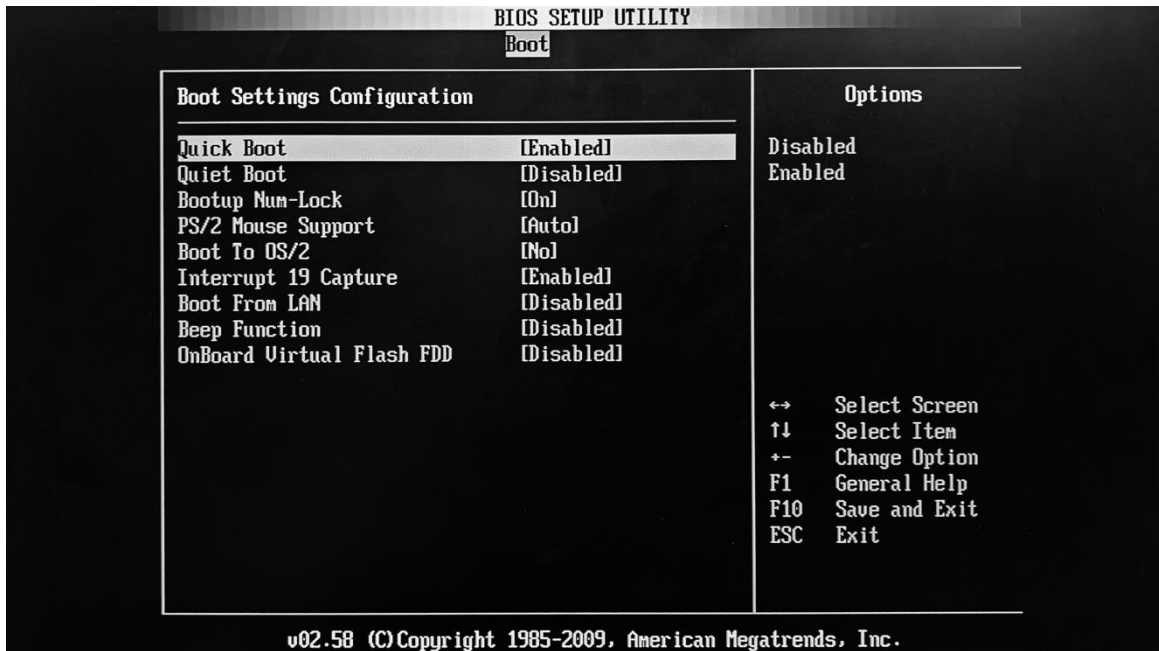 BIOS SETUP UTILITY
Boot
Boot Settings Configuration
Quick Boot [Enabled]
Quiet Boot [Disabled]
Bootup Num-Lock [On]
PS/2 Mouse Support [Auto]
Boot To OS/2 [No]
Interrupt 19 Capture [Enabled]
Boot From LAN [Disabled]
Beep Function [Disabled]
OnBoard Virtual Flash FDD [Disabled]
Options
Disabled
Enabled
←→ Select Screen
↑↓ Select Item
+- Change Option
F1 General Help
F10 Save and Exit
ESC Exit
v02.58 (C)Copyright 1985-2009, American Megatrends, Inc.